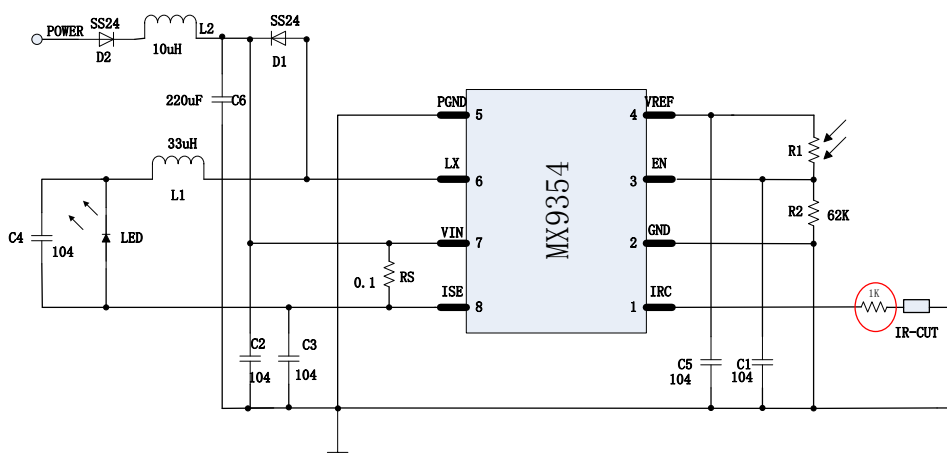 POWER
SS24
D2
L2
10uH
SS24
D1
220uF
C6
PGND
5
4
VREF
R1
33uH
L1
LX
6
3
EN
R2
62K
MX9354
C4
104
LED
VIN
7
2
GND
0.1
RS
ISE
8
1
IRC
1K
IR-CUT
C2
104
C3
104
C5
104
C1
104